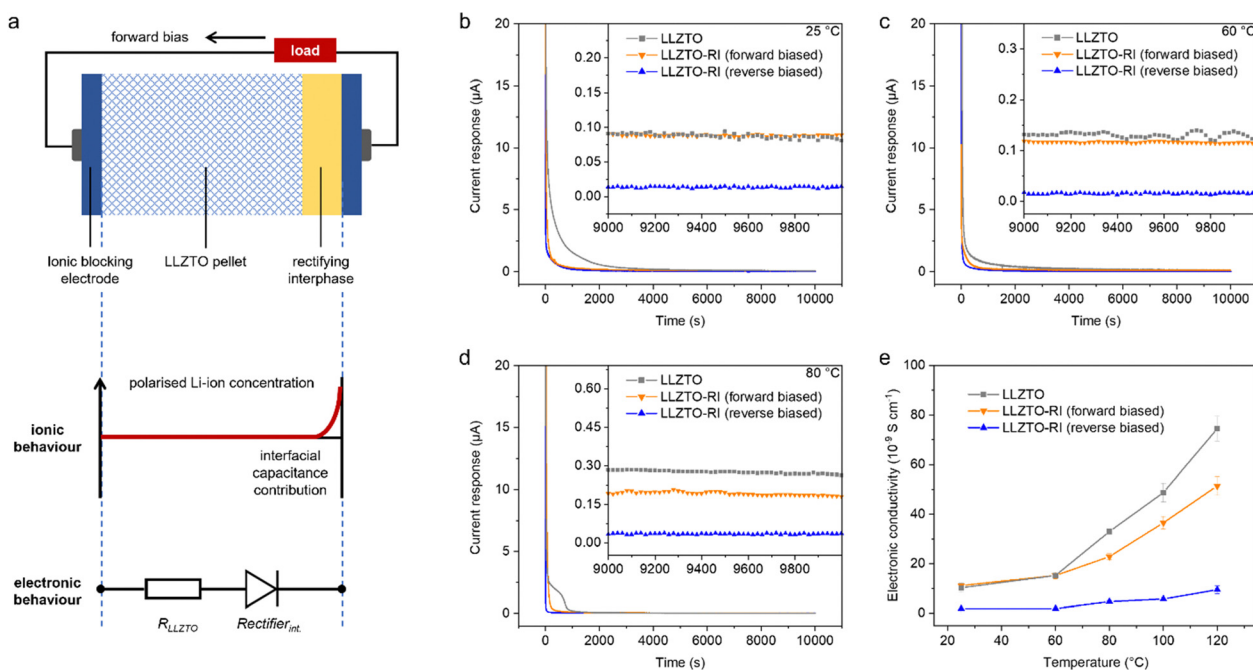 a
forward bias
load
Ionic blocking
electrode
LLZTO pellet
rectifying
interphase
polarised Li-ion concentration
ionic
behaviour
interfacial
capacitance
contribution
electronic
behaviour
R_LLZTO
Rectifier_int.
b
25 °C
LLZTO
LLZTO-RI (forward biased)
LLZTO-RI (reverse biased)
Current response (µA)
20
15
10
5
0
0.25
0.20
0.15
0.10
0.05
0.00
9000 9200 9400 9600 9800
0 2000 4000 6000 8000 10000
Time (s)
c
60 °C
LLZTO
LLZTO-RI (forward biased)
LLZTO-RI (reverse biased)
Current response (µA)
20
15
10
5
0
0.3
0.2
0.1
0.0
9000 9200 9400 9600 9800
0 2000 4000 6000 8000 10000
Time (s)
d
80 °C
LLZTO
LLZTO-RI (forward biased)
LLZTO-RI (reverse biased)
Current response (µA)
20
15
10
5
0
0.60
0.45
0.30
0.15
0.00
9000 9200 9400 9600 9800
0 2000 4000 6000 8000 10000
Time (s)
e
LLZTO
LLZTO-RI (forward biased)
LLZTO-RI (reverse biased)
Electronic conductivity (10⁻⁹ S cm⁻¹)
100
80
60
40
20
0
20 40 60 80 100 120
Temperature (°C)